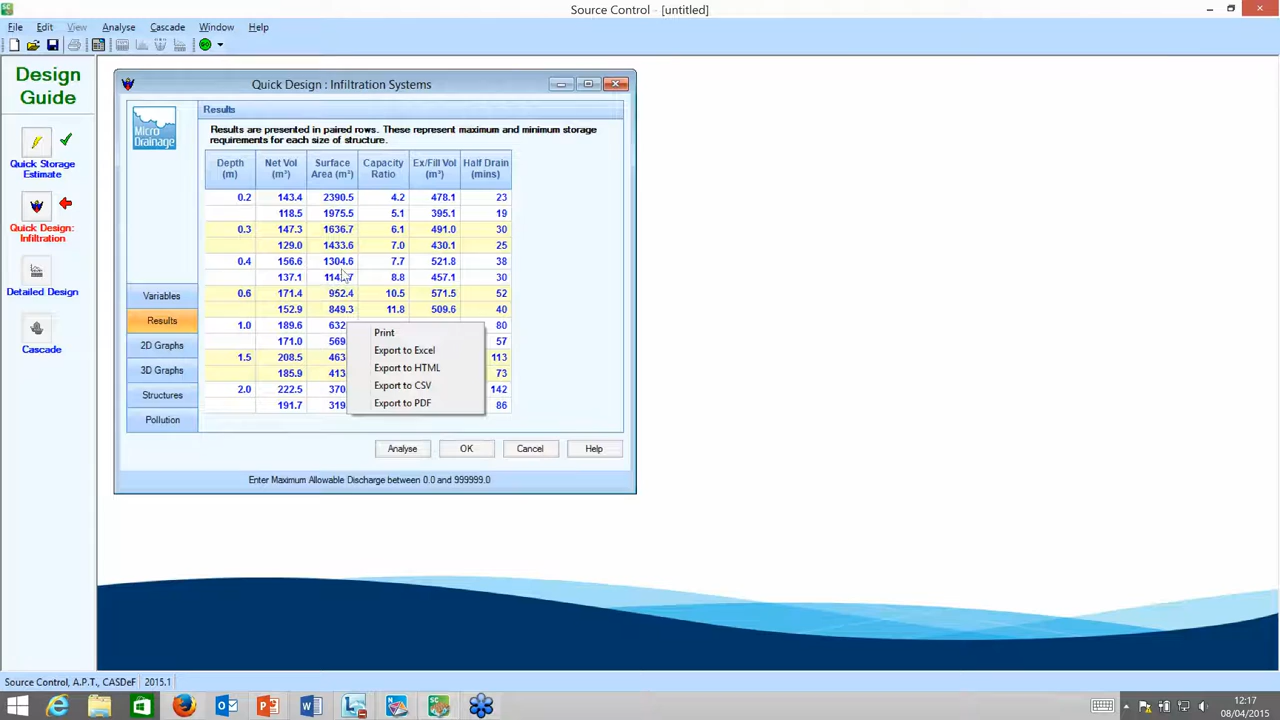 Source Control - [untitled]
File Edit View Analyse Cascade Window Help
Design
Guide
Quick Storage
Estimate
Quick Design:
Infiltration
Detailed Design
Cascade
Quick Design : Infiltration Systems
Micro
Drainage
Variables
Results
2D Graphs
3D Graphs
Structures
Pollution
Results
Results are presented in paired rows. These represent maximum and minimum storage
requirements for each size of structure.
Depth (m) Net Vol (m³) Surface Area (m²) Capacity Ratio Ex/Fill Vol (m³) Half Drain (mins)
0.2 143.4 2390.5 4.2 478.1 23
118.5 1975.5 5.1 395.1 19
0.3 147.3 1636.7 6.1 491.0 30
129.0 1433.6 7.0 430.1 25
0.4 156.6 1304.6 7.7 521.8 38
137.1 8.8 457.1 30
0.6 171.4 952.4 10.5 571.5 52
152.9 849.3 11.8 509.6 40
1.0 189.6 632 80
171.0 569 57
1.5 208.5 463 113
185.9 413 73
2.0 222.5 370 142
191.7 319 86
Print
Export to Excel
Export to HTML
Export to CSV
Export to PDF
Analyse OK Cancel Help
Enter Maximum Allowable Discharge between 0.0 and 999999.0
Source Control, A.P.T., CASDeF 2015.1
12:17
08/04/2015